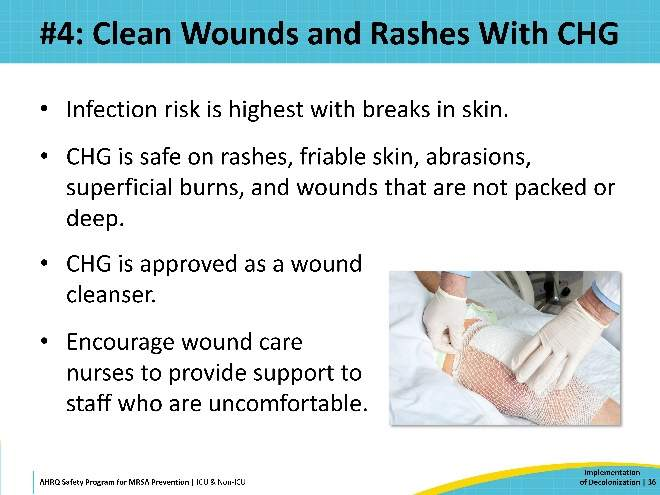 #4: Clean Wounds and Rashes With CHG
• Infection risk is highest with breaks in skin.
• CHG is safe on rashes, friable skin, abrasions,
superficial burns, and wounds that are not packed or
deep.
• CHG is approved as a wound
cleanser.
• Encourage wound care
nurses to provide support to
staff who are uncomfortable.
AHRQ Safety Program for MRSA Prevention | ICU & Non-ICU
Implementation
of Decolonization | 16